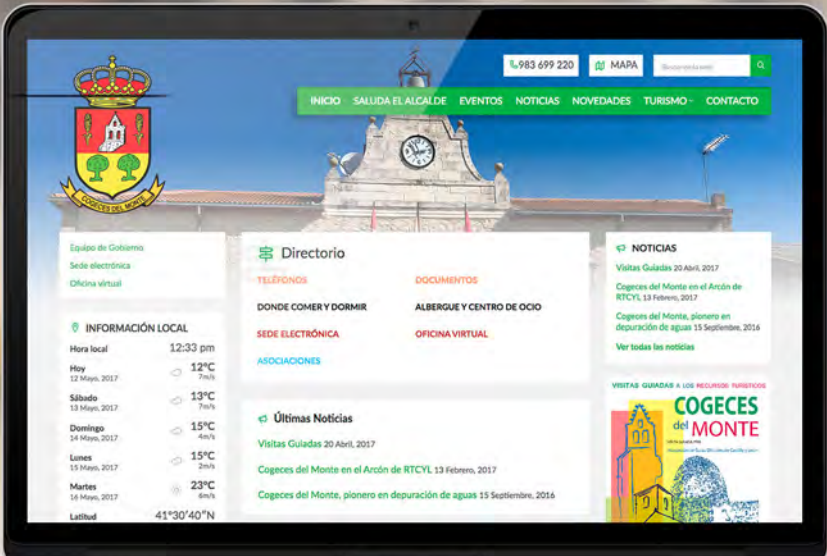 983 699 220
MAPA
INICIO SALUDA EL ALCALDE EVENTOS NOTICIAS NOVEDADES TURISMO CONTACTO
COGECES DEL MONTE
Equipo de Gobierno
Sede electrónica
Oficina virtual
INFORMACIÓN LOCAL
Hora local 12:33 pm
Hoy 12°C
12 Mayo, 2017 7m/s
Sábado 13°C
13 Mayo, 2017 7m/s
Domingo 15°C
14 Mayo, 2017 4m/s
Lunes 15°C
15 Mayo, 2017 2m/s
Martes 23°C
16 Mayo, 2017 6m/s
Latitud 41°30'40"N
Directorio
TELÉFONOS DOCUMENTOS
DONDE COMER Y DORMIR ALBERGUE Y CENTRO DE OCIO
SEDE ELECTRÓNICA OFICINA VIRTUAL
ASOCIACIONES
Últimas Noticias
Visitas Guiadas 20 Abril, 2017
Cogeces del Monte en el Arcón de RTCYL 13 Febrero, 2017
Cogeces del Monte, pionero en depuración de aguas 15 Septiembre, 2016
NOTICIAS
Visitas Guiadas 20 Abril, 2017
Cogeces del Monte en el Arcón de
RTCYL 13 Febrero, 2017
Cogeces del Monte, pionero en
depuración de aguas 15 Septiembre, 2016
Ver todas las noticias
VISITAS GUIADAS A LOS RECURSOS TURÍSTICOS
COGECES
del MONTE